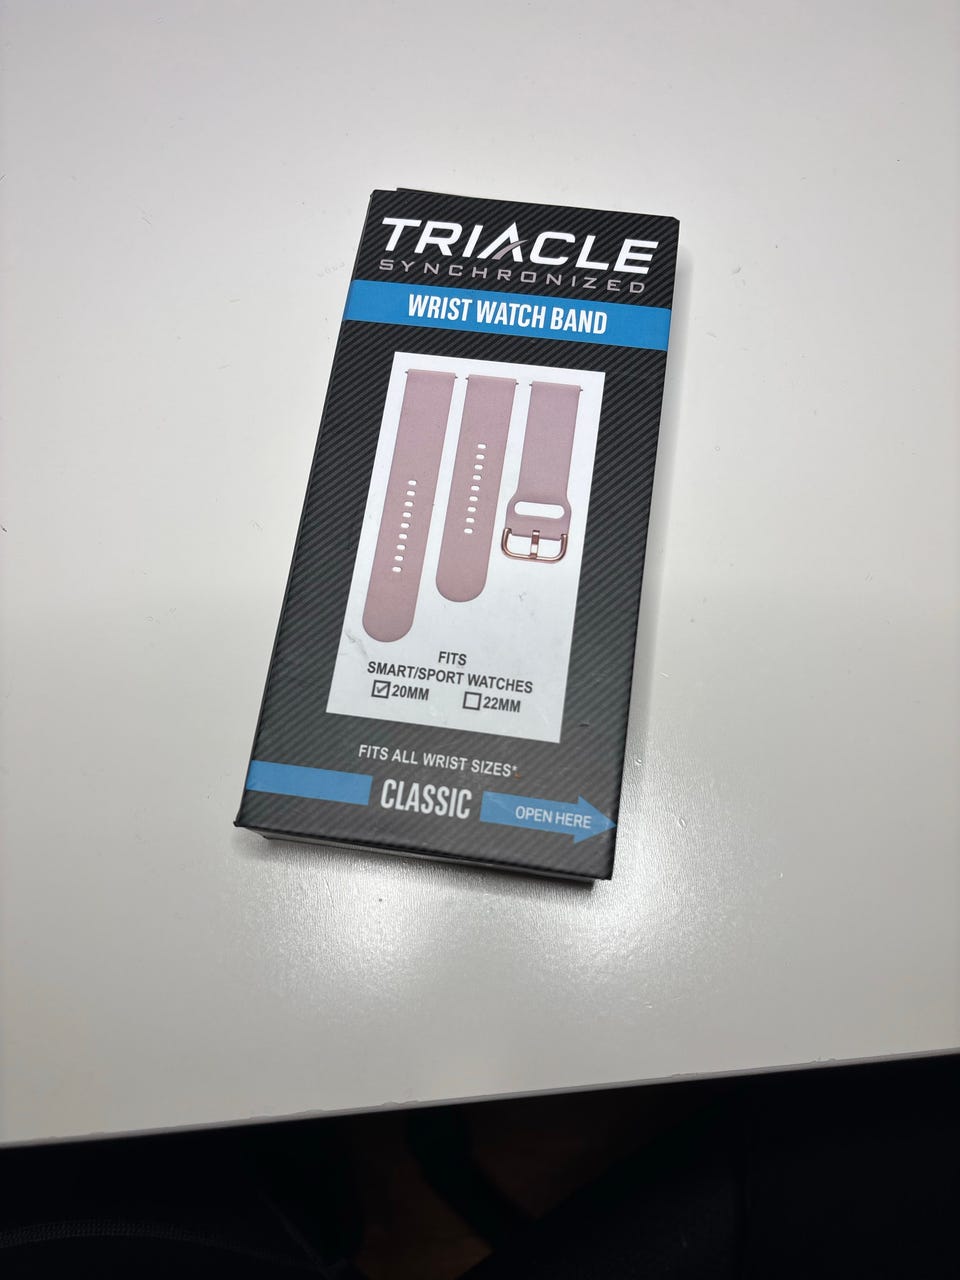 TRIACLE
SYNCHRONIZED
WRIST WATCH BAND
FITS
SMART/SPORT WATCHES
20MM 22MM
FITS ALL WRIST SIZES*
CLASSIC
OPEN HERE